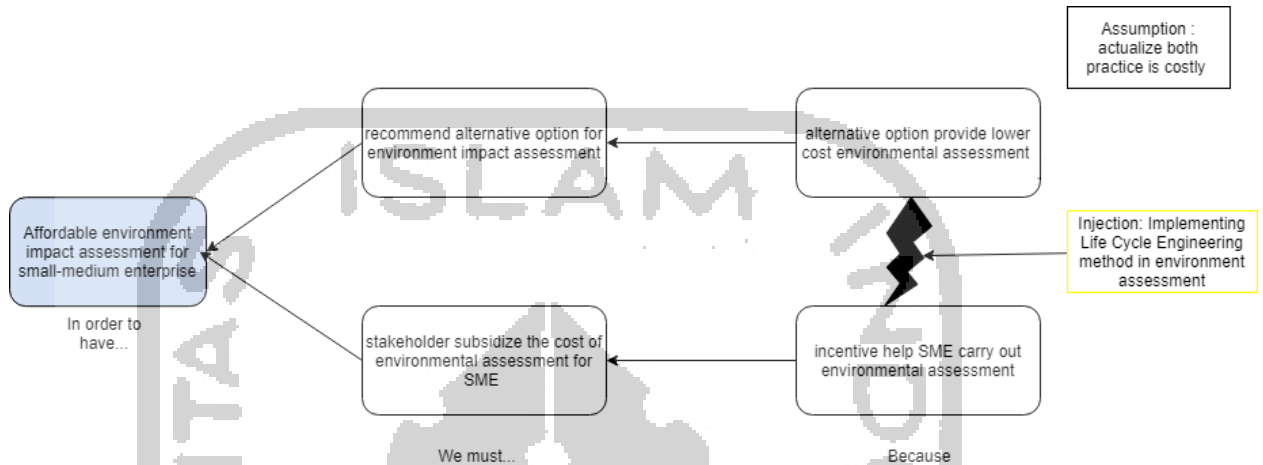 Assumption :
actualize both
practice is costly
recommend alternative option for
environment impact assessment
alternative option provide lower
cost environmental assessment
ISLAM
Affordable environment
impact assessment for
small-medium enterprise
Injection: Implementing
Life Cycle Engineering
method in environment
assessment
In order to
have...
stakeholder subsidize the cost of
environmental assessment for
SME
incentive help SME carry out
environmental assessment
ITAS
We must...
Because